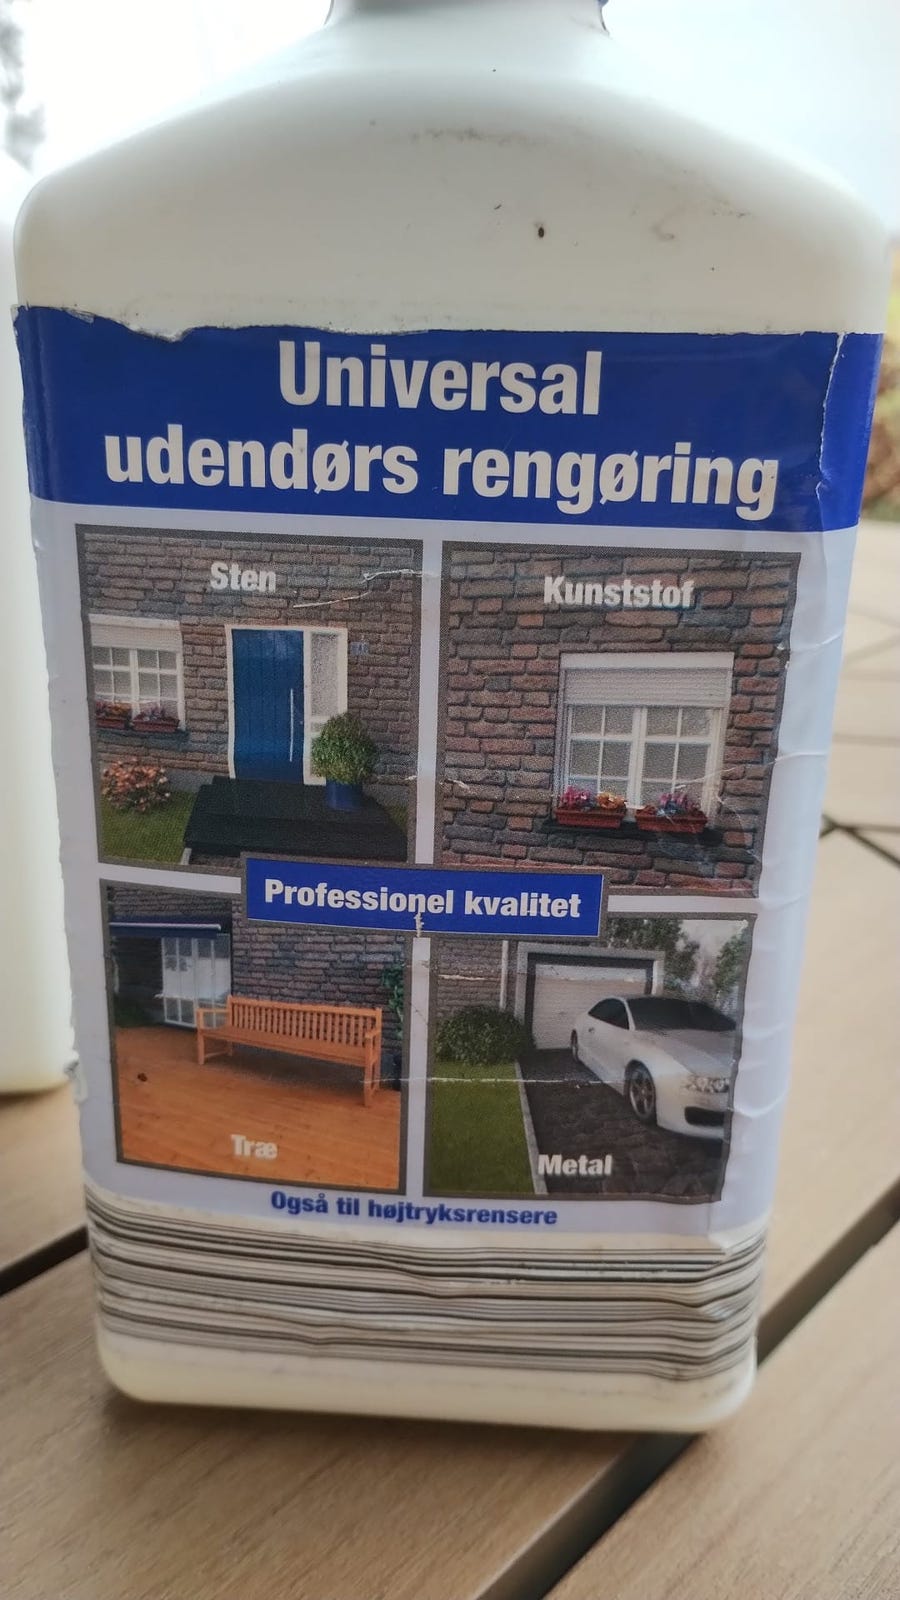 Universal
udendørs rengøring
Sten
Kunststof
Professionel kvalitet
Træ
Metal
Også til højtryksrensere